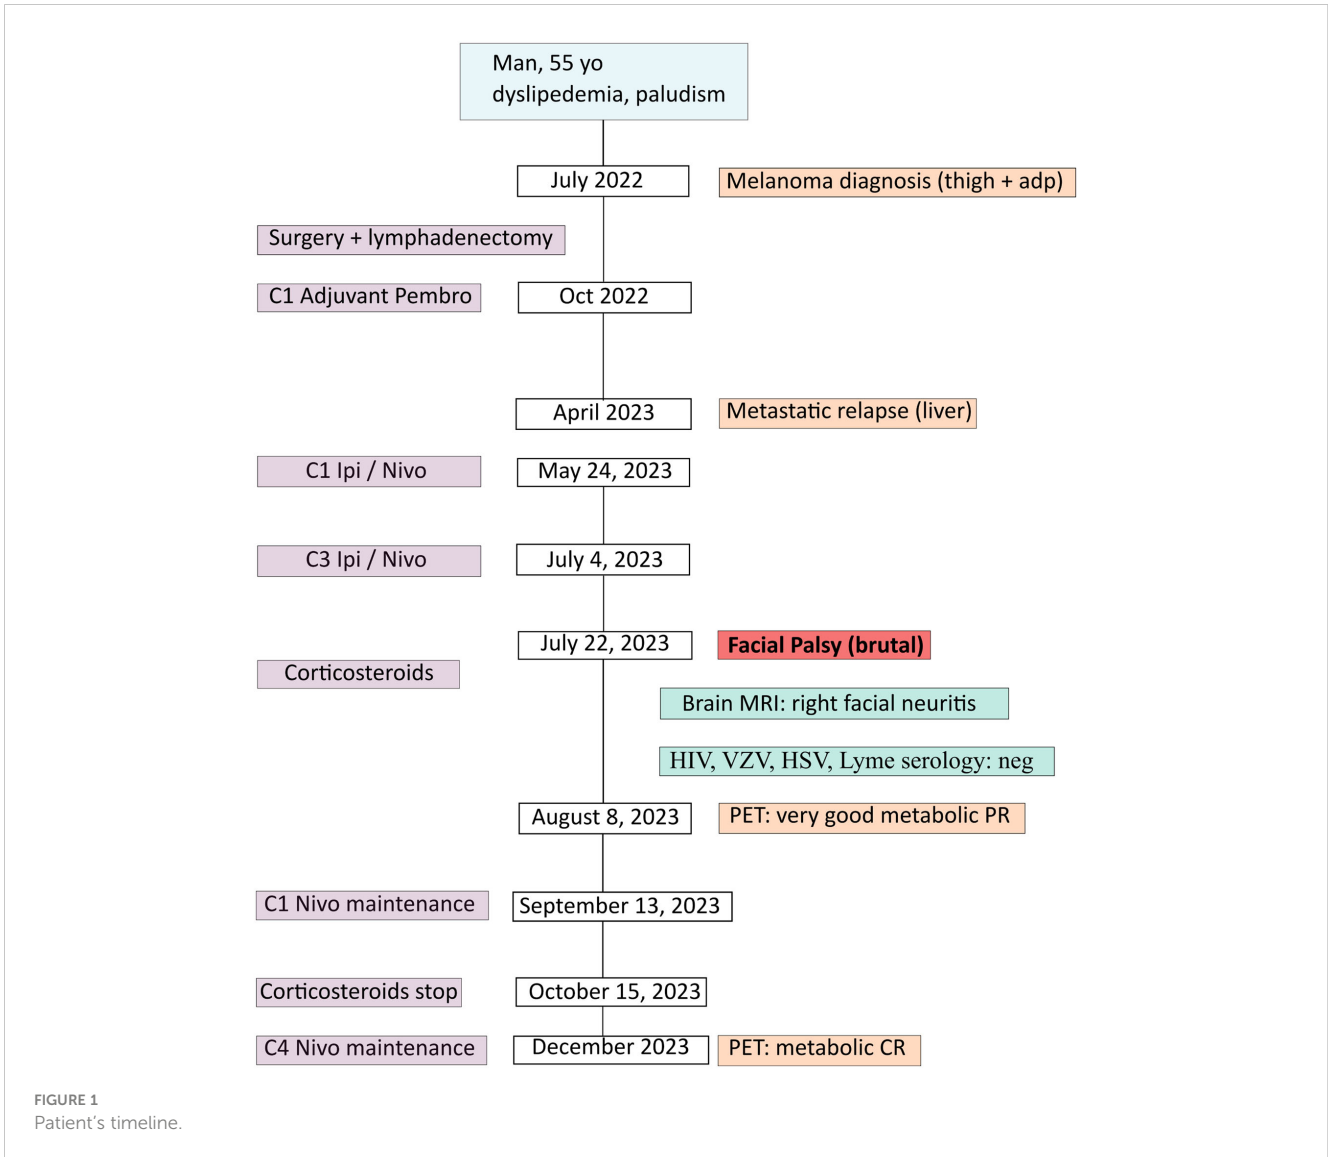 Man, 55 yo
dyslipedemia, paludism
July 2022
Melanoma diagnosis (thigh + adp)
Surgery + lymphadenectomy
C1 Adjuvant Pembro
Oct 2022
April 2023
Metastatic relapse (liver)
C1 Ipi / Nivo
May 24, 2023
C3 Ipi / Nivo
July 4, 2023
July 22, 2023
Facial Palsy (brutal)
Corticosteroids
Brain MRI: right facial neuritis
HIV, VZV, HSV, Lyme serology: neg
August 8, 2023
PET: very good metabolic PR
C1 Nivo maintenance
September 13, 2023
Corticosteroids stop
October 15, 2023
C4 Nivo maintenance
December 2023
PET: metabolic CR
FIGURE 1
Patient's timeline.